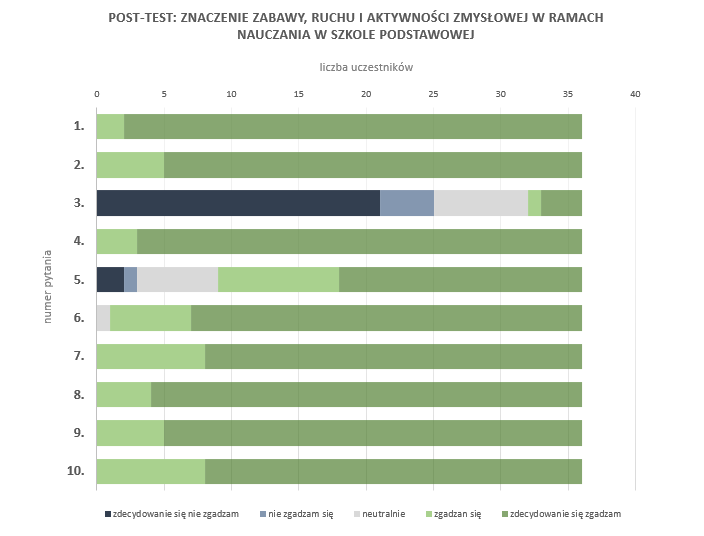 POST-TEST: ZNACZENIE ZABAWY, RUCHU I AKTYWNOŚCI ZMYSŁOWEJ W RAMACH
NAUCZANIA W SZKOLE PODSTAWOWEJ
liczba uczestników
0 5 10 15 20 25 30 35 40
1.
2.
3.
4.
5.
6.
7.
8.
9.
10.
numer pytania
zdecydowanie się nie zgadzam nie zgadzam się neutralnie zgadzan się zdecydowanie się zgadzam